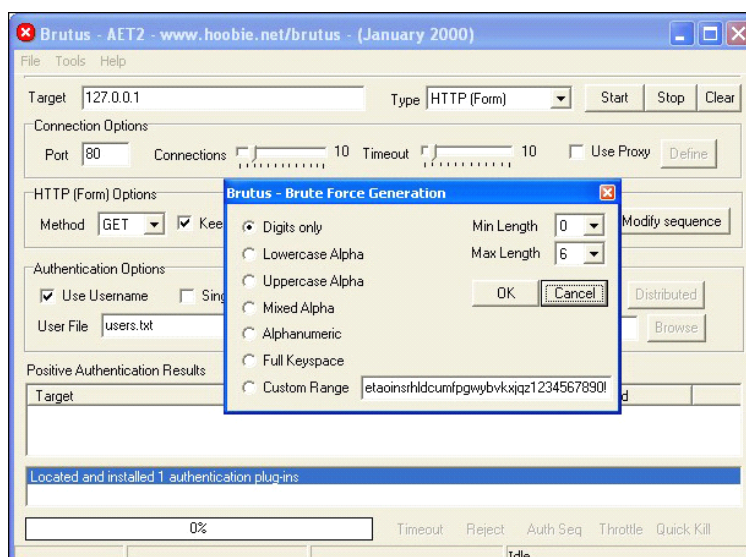 Brutus - AET2 - www.hoobie.net/brutus - (January 2000)
File Tools Help
Target 127.0.0.1 Type HTTP (Form) Start Stop Clear
Connection Options
Port 80 Connections 10 Timeout 10 Use Proxy Define
HTTP (Form) Options
Method GET Modify sequence
Brutus - Brute Force Generation
Digits only Min Length 0
Lowercase Alpha Max Length 6
Uppercase Alpha OK Cancel
Mixed Alpha
Alphanumeric
Full Keyspace
Custom Range etaoinsrhldcumfpgwybvkxjqz1234567890!
Authentication Options
Use Username Distributed
User File users.txt Browse
Positive Authentication Results
Target
Located and installed 1 authentication plug-ins
0% Timeout Reject Auth Seq Throttle Quick Kill
Idle